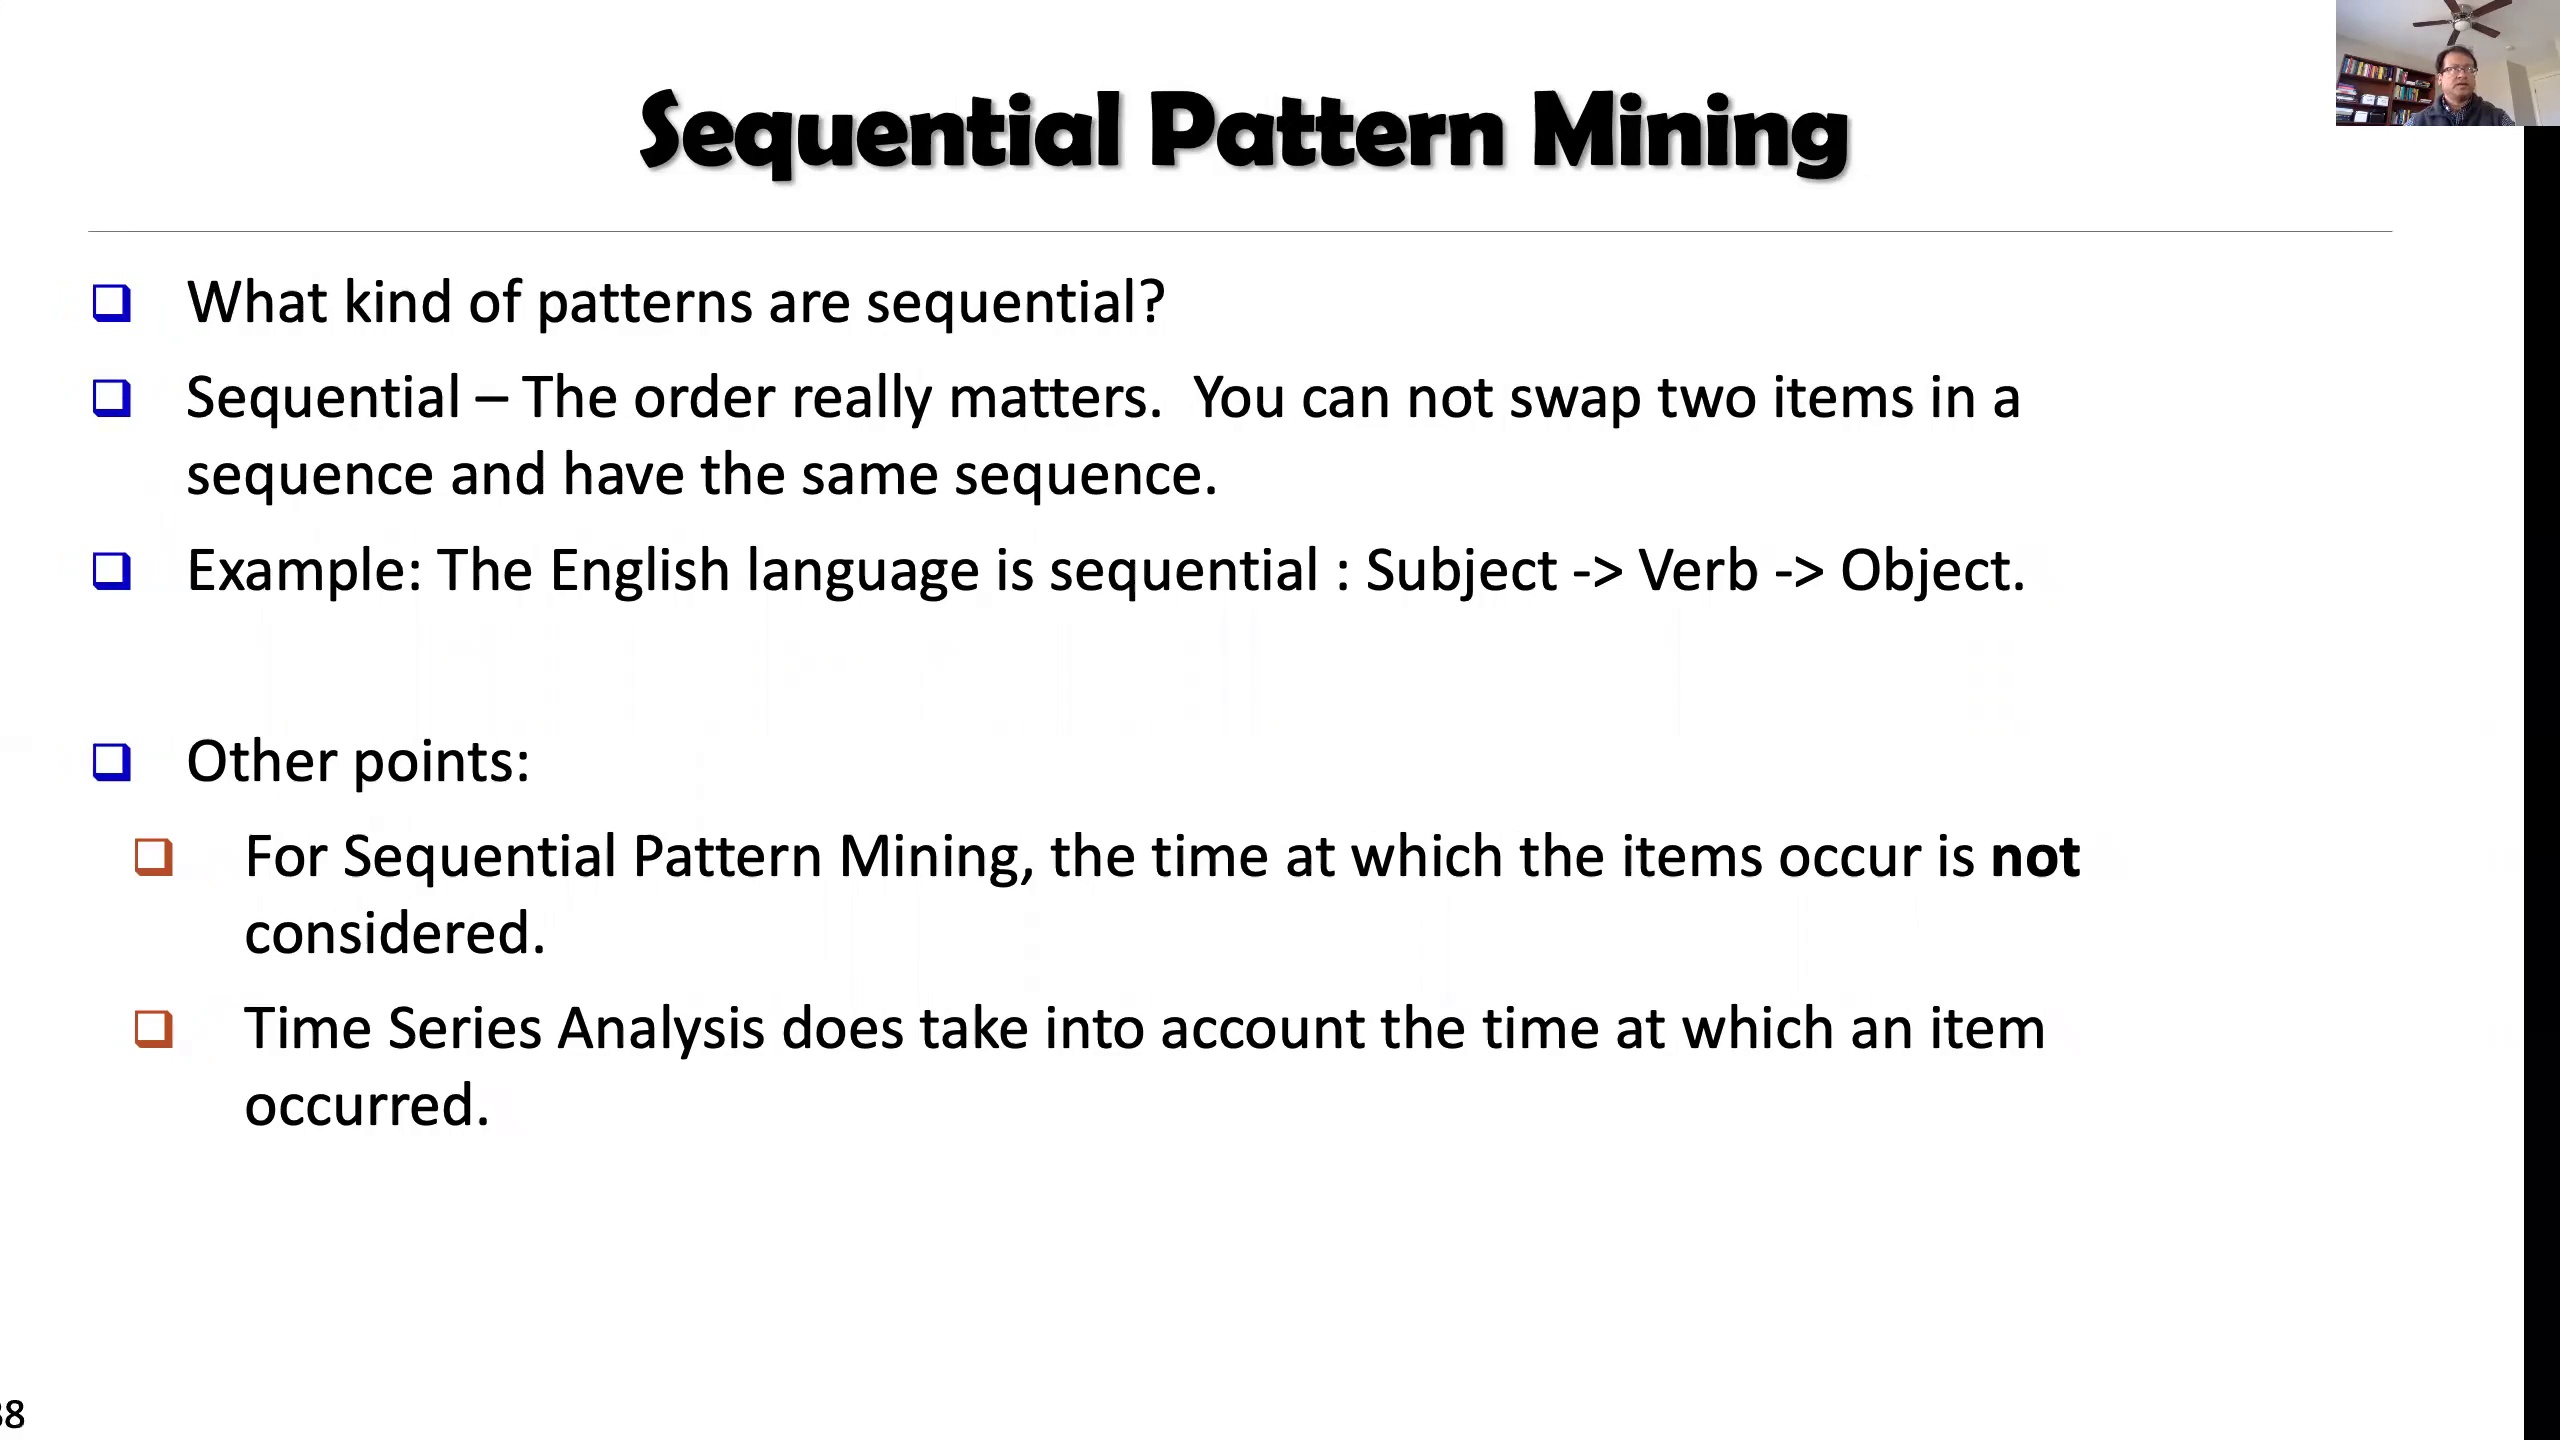 Sequential Pattern Mining
What kind of patterns are sequential?
Sequential – The order really matters.  You can not swap two items in a
sequence and have the same sequence.
Example: The English language is sequential : Subject -> Verb -> Object.
Other points:
For Sequential Pattern Mining, the time at which the items occur is not
considered.
Time Series Analysis does take into account the time at which an item
occurred.